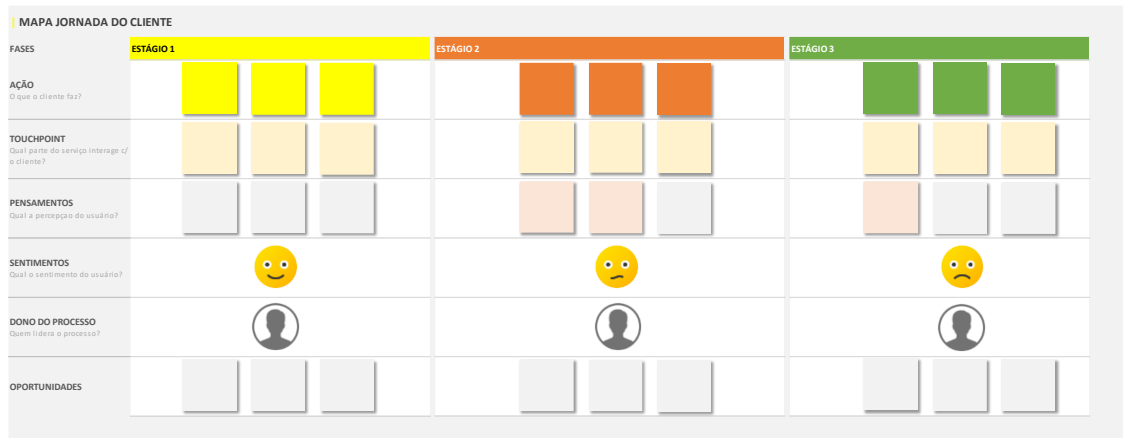 MAPA JORNADA DO CLIENTE
FASES
ESTÁGIO 1
ESTÁGIO 2
ESTÁGIO 3
AÇÃO
O que o cliente faz?
TOUCHPOINT
Qual parte do serviço interage c/
o cliente?
PENSAMENTOS
Qual a percepçao do usuário?
SENTIMENTOS
Qual o sentimento do usuário?
DONO DO PROCESSO
Quem lidera o processo?
OPORTUNIDADES